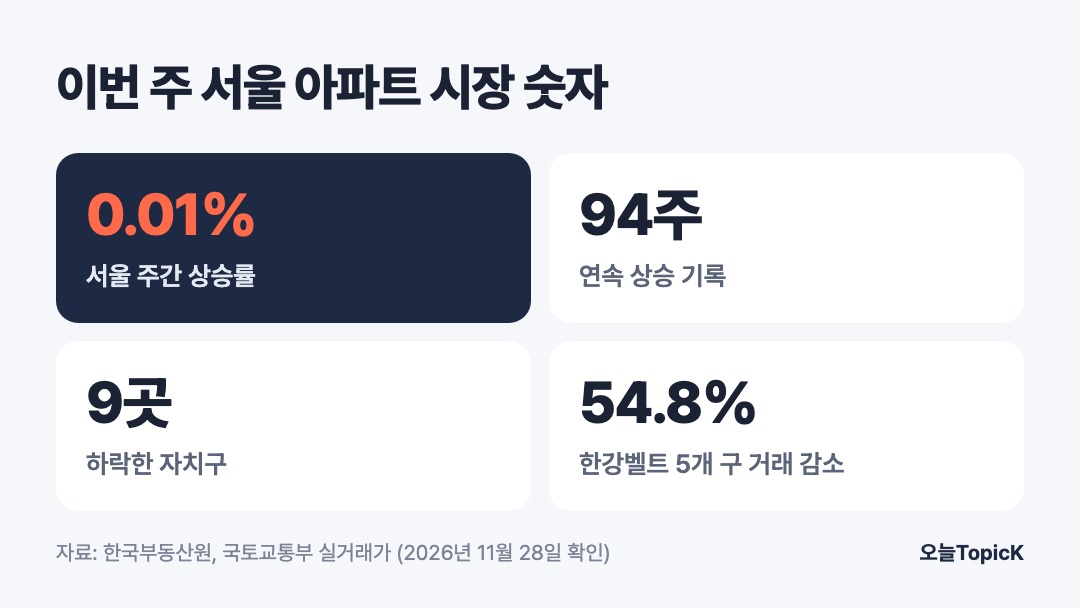 이번 주 서울 아파트 시장 숫자
0.01%
서울 주간 상승률
94주
연속 상승 기록
9곳
하락한 자치구
54.8%
한강벨트 5개 구 거래 감소
자료: 한국부동산원, 국토교통부 실거래가 (2026년 11월 28일 확인)
오늘TopicK